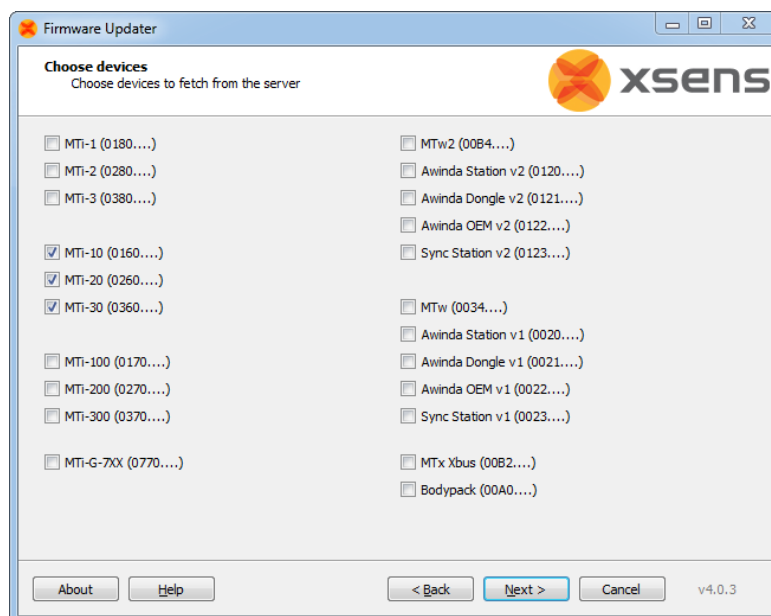 Firmware Updater
Choose devices
Choose devices to fetch from the server
xsens
MTi-1 (0180....)
MTi-2 (0280....)
MTi-3 (0380....)
MTi-10 (0160....)
MTi-20 (0260....)
MTi-30 (0360....)
MTi-100 (0170....)
MTi-200 (0270....)
MTi-300 (0370....)
MTi-G-7XX (0770....)
MTw2 (00B4....)
Awinda Station v2 (0120....)
Awinda Dongle v2 (0121....)
Awinda OEM v2 (0122....)
Sync Station v2 (0123....)
MTw (0034....)
Awinda Station v1 (0020....)
Awinda Dongle v1 (0021....)
Awinda OEM v1 (0022....)
Sync Station v1 (0023....)
MTx Xbus (00B2....)
Bodypack (00A0....)
About
Help
< Back
Next >
Cancel
v4.0.3